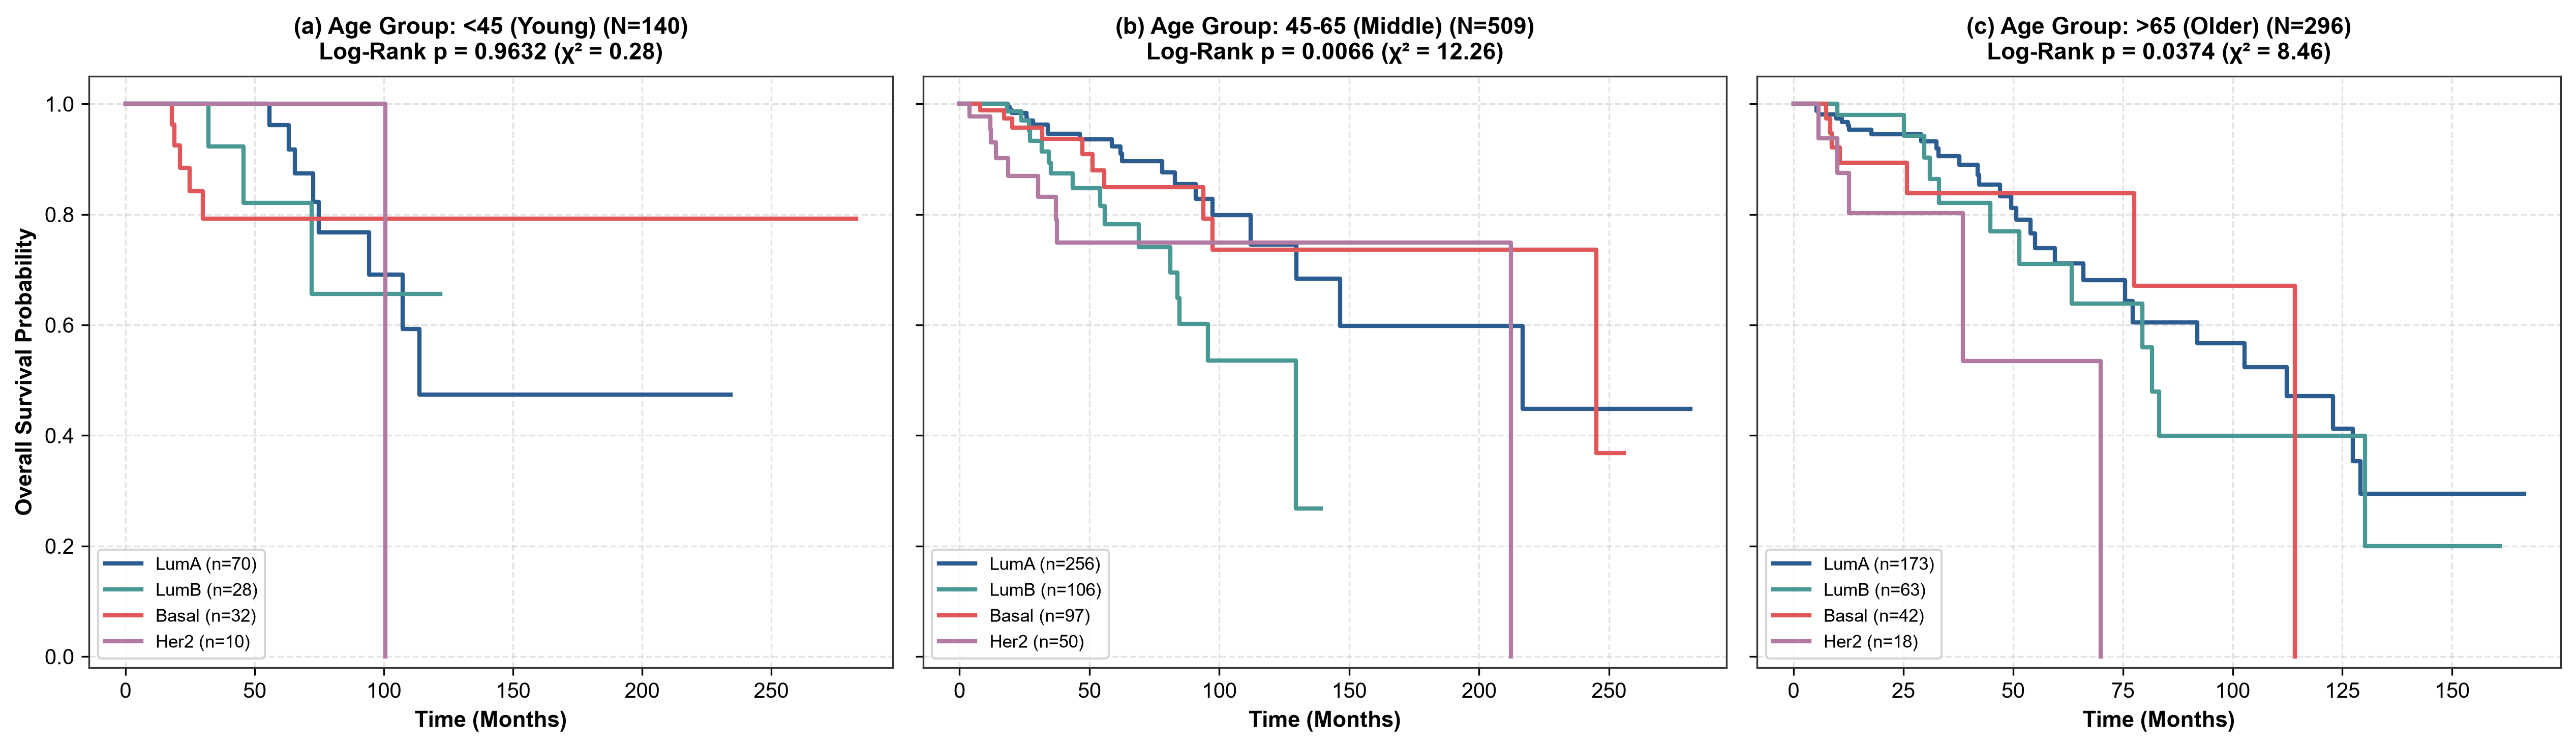 (a) Age Group: <45 (Young) (N=140)
Log-Rank p = 0.9632 (χ² = 0.28)
(b) Age Group: 45-65 (Middle) (N=509)
Log-Rank p = 0.0066 (χ² = 12.26)
(c) Age Group: >65 (Older) (N=296)
Log-Rank p = 0.0374 (χ² = 8.46)
Overall Survival Probability
1.0
0.8
0.6
0.4
0.2
0.0
LumA (n=70)
LumB (n=28)
Basal (n=32)
Her2 (n=10)
0 50 100 150 200 250
Time (Months)
LumA (n=256)
LumB (n=106)
Basal (n=97)
Her2 (n=50)
0 50 100 150 200 250
Time (Months)
LumA (n=173)
LumB (n=63)
Basal (n=42)
Her2 (n=18)
0 25 50 75 100 125 150
Time (Months)